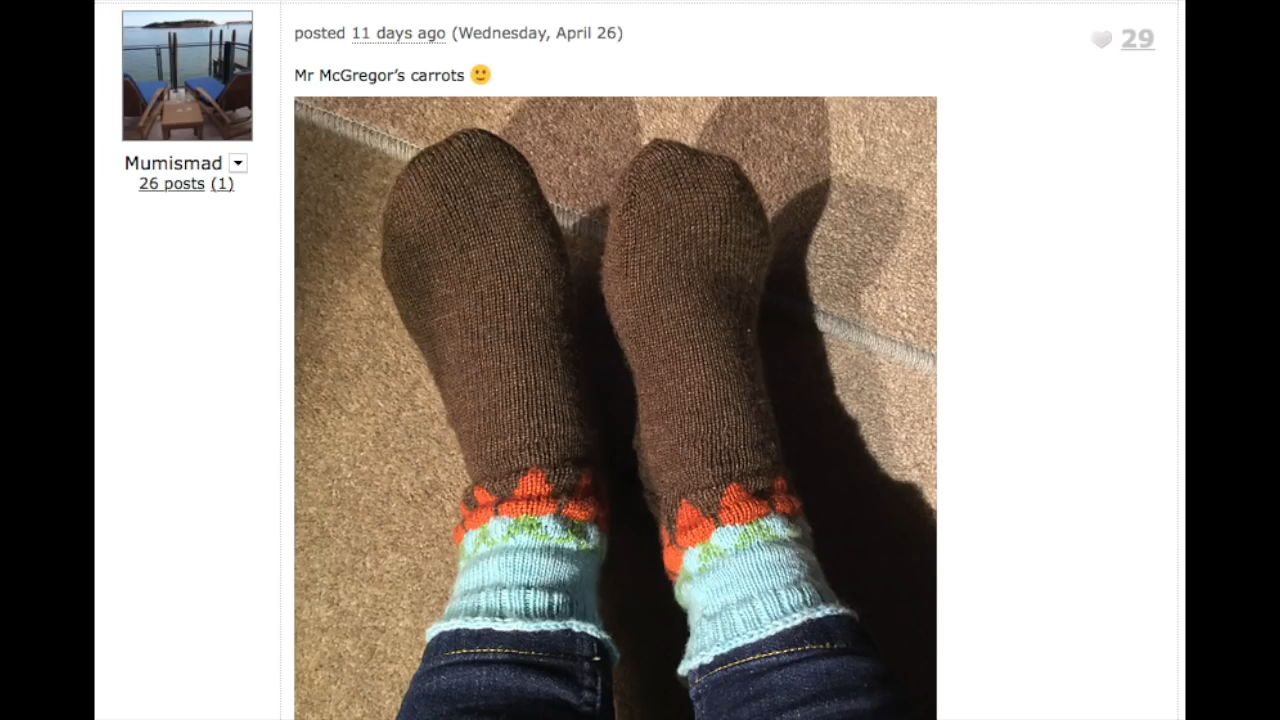 posted 11 days ago (Wednesday, April 26)
29
Mr McGregor’s carrots 🙂
Mumismad
26 posts (1)